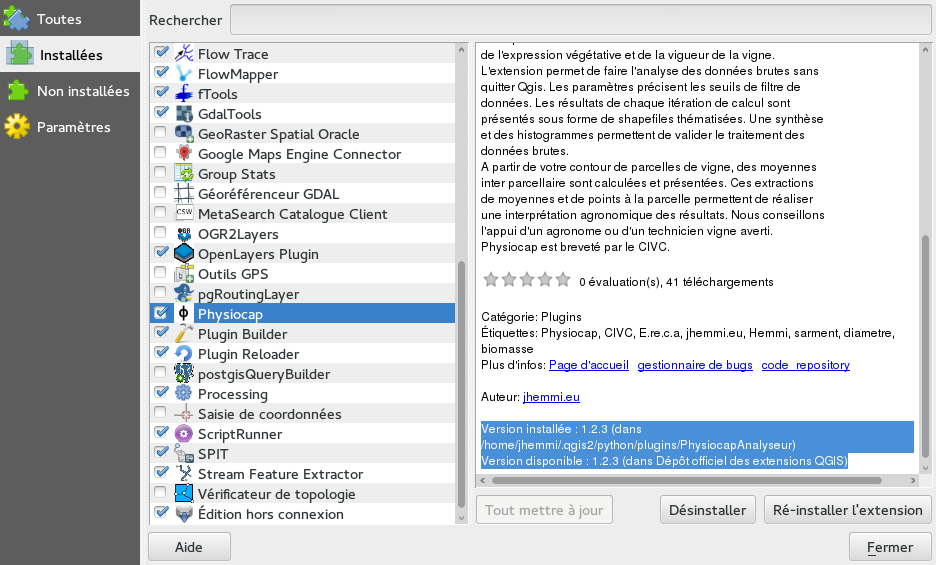 Toutes
Installées
Non installées
Paramètres
Rechercher
Flow Trace
FlowMapper
fTools
GdalTools
GeoRaster Spatial Oracle
Google Maps Engine Connector
Group Stats
Géoréférenceur GDAL
CSW
MetaSearch Catalogue Client
OGR2Layers
OpenLayers Plugin
Outils GPS
pgRoutingLayer
Physiocap
Plugin Builder
Plugin Reloader
postgisQueryBuilder
Processing
Saisie de coordonnées
ScriptRunner
SPIT
Stream Feature Extractor
Vérificateur de topologie
Édition hors connexion
de l'expression végétative et de la vigueur de la vigne.
L'extension permet de faire l'analyse des données brutes sans
quitter Qgis. Les paramètres précisent les seuils de filtre de
données. Les résultats de chaque itération de calcul sont
présentés sous forme de shapefiles thématisées. Une synthèse
et des histogrammes permettent de valider le traitement des
données brutes.
A partir de votre contour de parcelles de vigne, des moyennes
inter parcellaire sont calculées et présentées. Ces extractions
de moyennes et de points à la parcelle permettent de réaliser
une interprétation agronomique des résultats. Nous conseillons
l'appui d'un agronome ou d'un technicien vigne averti.
Physiocap est breveté par le CIVC.
0 évaluation(s), 41 téléchargements
Catégorie: Plugins
Étiquettes: Physiocap, CIVC, E.re.c.a, jhemmi.eu, Hemmi, sarment, diametre,
biomasse
Plus d'infos: Page d'accueil gestionnaire de bugs code_repository
Auteur: jhemmi.eu
Version installée : 1.2.3 (dans
/home/jhemmi/.qgis2/python/plugins/PhysiocapAnalyseur)
Version disponible : 1.2.3 (dans Dépôt officiel des extensions QGIS)
Tout mettre à jour
Désinstaller
Ré-installer l'extension
Aide
Fermer